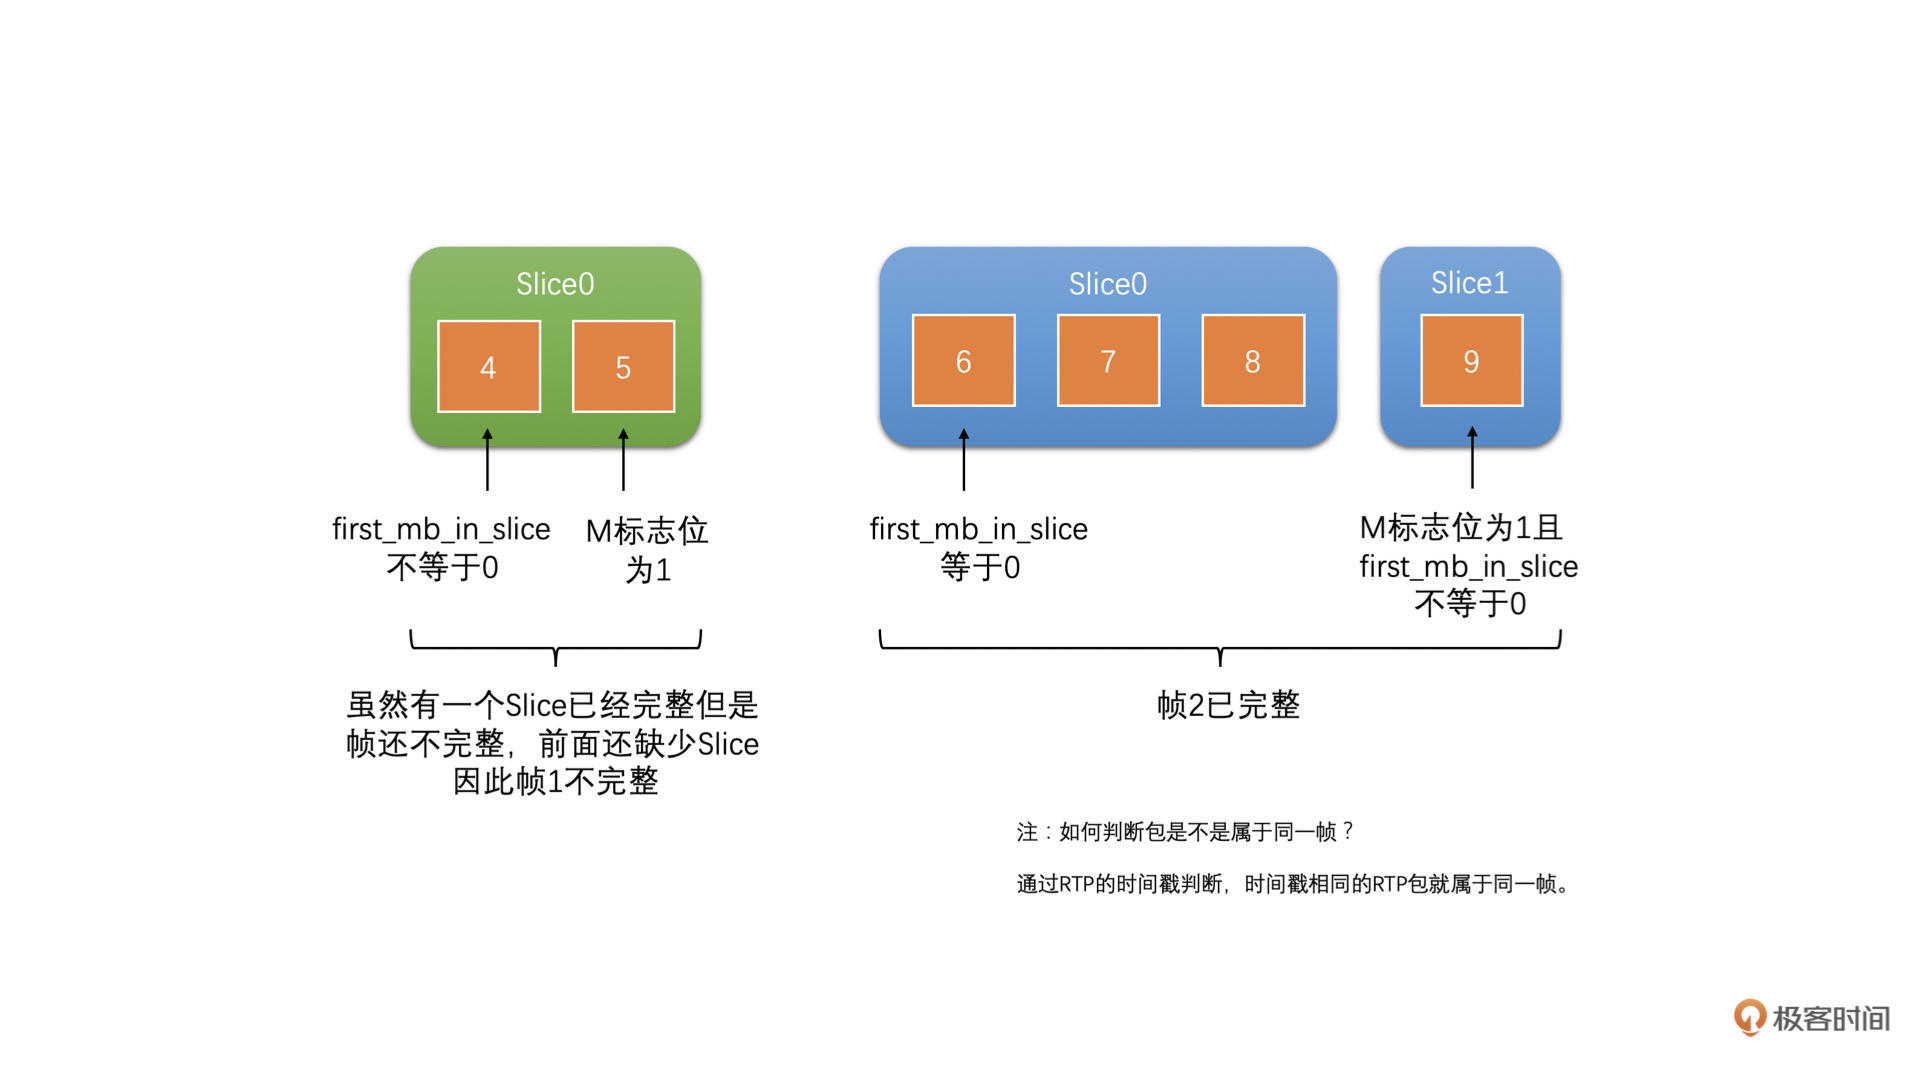 Slice0
4
5
first_mb_in_slice
不等于0
M标志位
为1
虽然有一个Slice已经完整但是
帧还不完整，前面还缺少Slice
因此帧1不完整
Slice0
6
7
8
Slice1
9
first_mb_in_slice
等于0
M标志位为1且
first_mb_in_slice
不等于0
帧2已完整
注：如何判断包是不是属于同一帧？
通过RTP的时间戳判断，时间戳相同的RTP包就属于同一帧。
极客时间